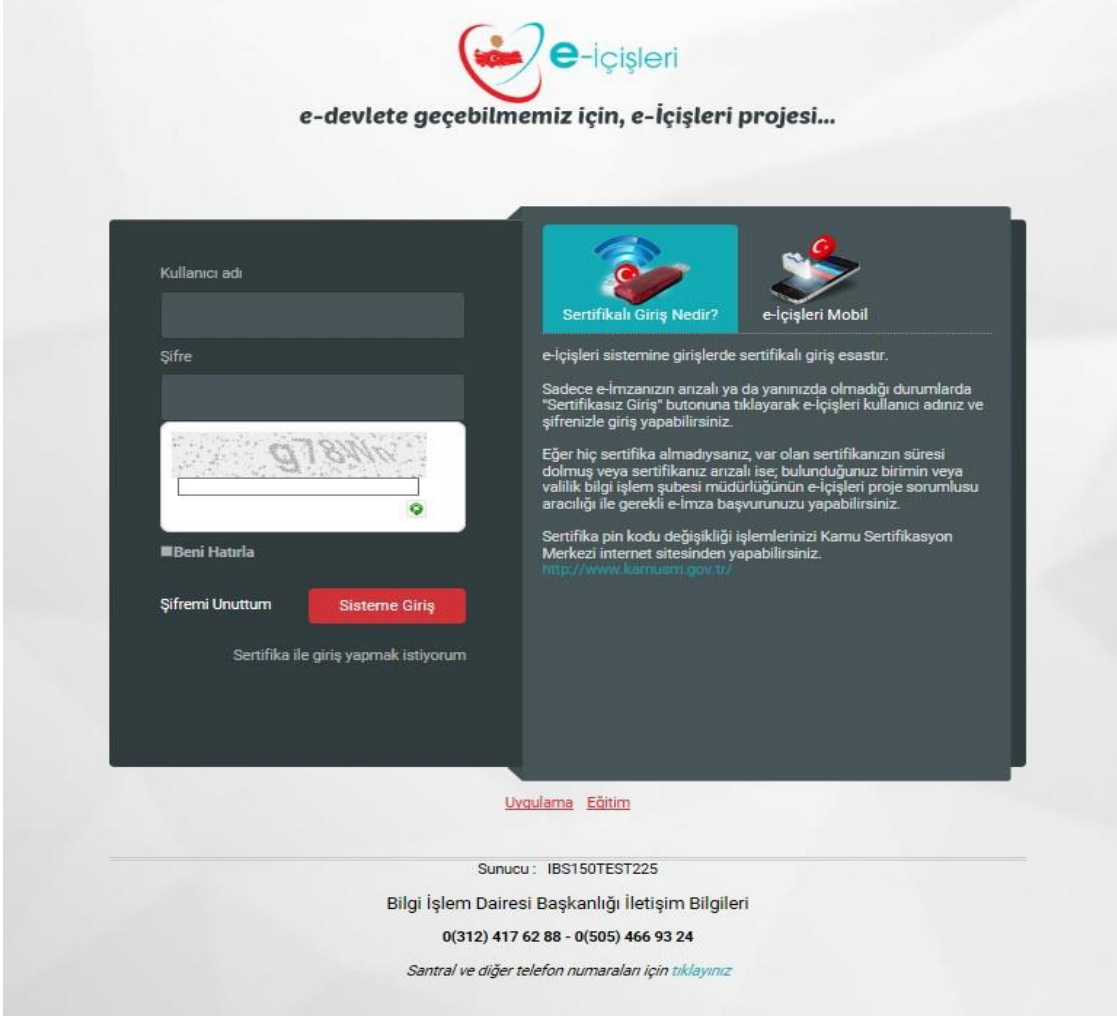 e-İçişleri
e-devlete geçebilmemiz için, e-İçişleri projesi...
Kullanıcı adı
Şifre
g78Wn
Beni Hatırla
Şifremi Unuttum
Sisteme Giriş
Sertifika ile giriş yapmak istiyorum
Sertifikalı Giriş Nedir?
e-İçişleri Mobil
e-İçişleri sistemine girişlerde sertifikalı giriş esastır.
Sadece e-İmzanızın arızalı ya da yanınızda olmadığı durumlarda
"Sertifikasız Giriş" butonuna tıklayarak e-İçişleri kullanıcı adınız ve
şifrenizle giriş yapabilirsiniz.
Eğer hiç sertifika almadıysanız, var olan sertifikanızın süresi
dolmuş veya sertifikanız arızalı ise; bulunduğunuz birimin veya
valilik bilgi işlem şubesi müdürlüğünün e-İçişleri proje sorumlusu
aracılığı ile gerekli e-İmza başvurunuzu yapabilirsiniz.
Sertifika pin kodu değişikliği işlemlerinizi Kamu Sertifikasyon
Merkezi internet sitesinden yapabilirsiniz.
http://www.kamusm.gov.tr/
Uygulama Eğitim
Sunucu : IBS150TEST225
Bilgi İşlem Dairesi Başkanlığı İletişim Bilgileri
0(312) 417 62 88 - 0(505) 466 93 24
Santral ve diğer telefon numaraları için tıklayınız